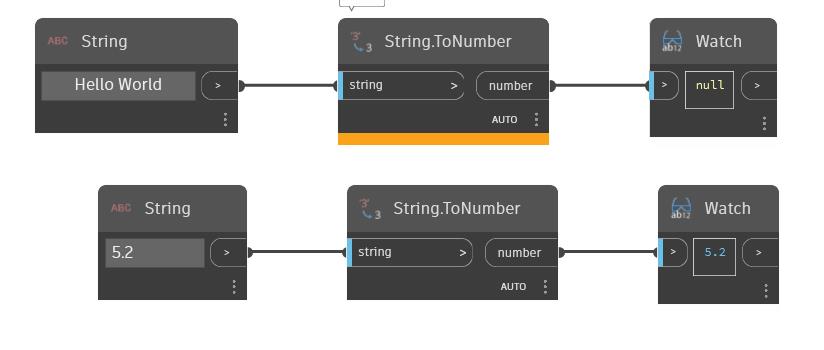 ABC String
Hello World >
'3' 3 String.ToNumber
string > number
AUTO
ab12 Watch
> null >
ABC String
5.2 >
'3' 3 String.ToNumber
string > number
AUTO
ab12 Watch
> 5.2 >